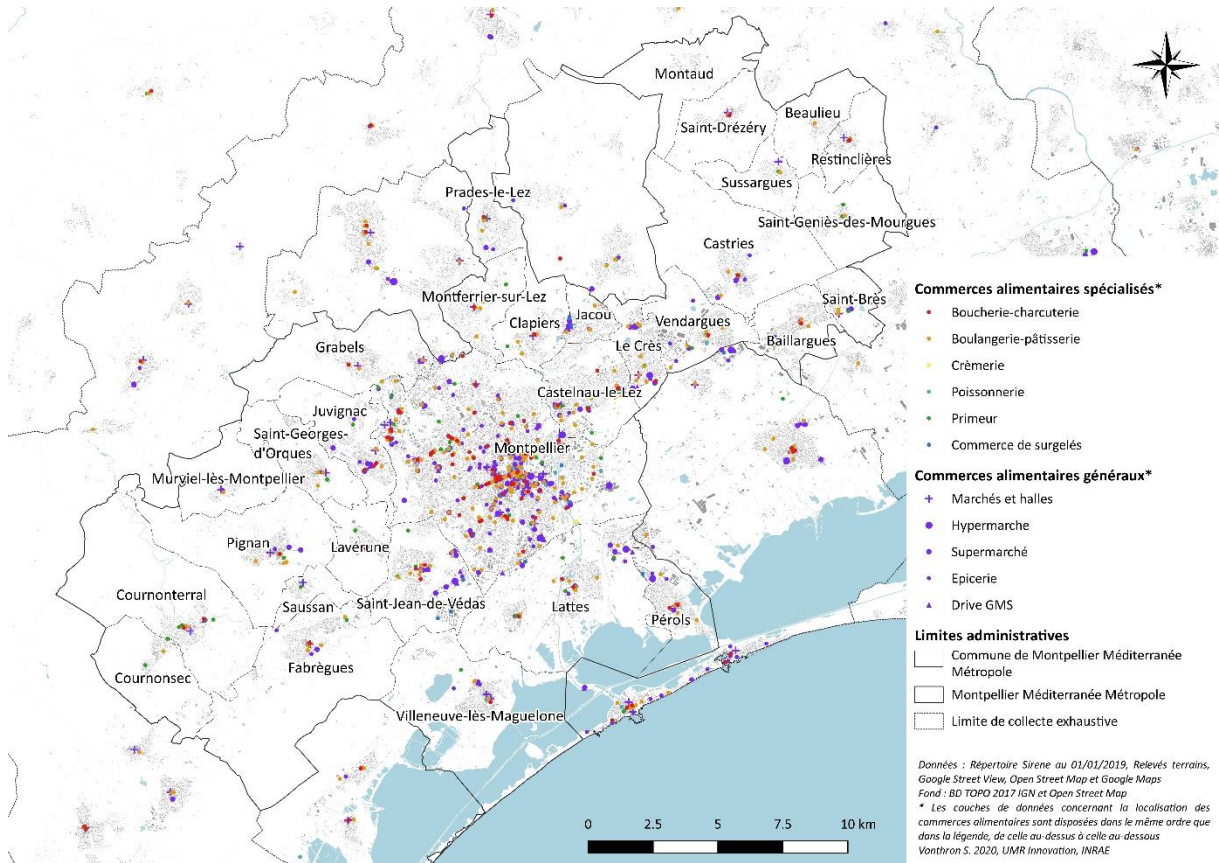 Montaud
Beaulieu
Saint-Drézéry
Restinclières
Sussargues
Prades-le-Lez
Saint-Geniès-des-Mourgues
Castries
Montferrier-sur-Lez
Saint-Brès
Jacou
Clapiers
Vendargues
Le Crès
Baillargues
Grabels
Castelnau-le-Lez
Juvignac
Saint-Georges-
d'Orques
Montpellier
Murviel-lès-Montpellier
Pignan
Lavérune
Cournonterral
Saussan
Saint-Jean-de-Védas
Lattes
Pérols
Fabrègues
Cournonsec
Villeneuve-lès-Maguelone
0 2.5 5 7.5 10 km
Commerces alimentaires spécialisés*
Boucherie-charcuterie
Boulangerie-pâtisserie
Crèmerie
Poissonnerie
Primeur
Commerce de surgelés
Commerces alimentaires généraux*
Marchés et halles
Hypermarche
Supermarché
Epicerie
Drive GMS
Limites administratives
Commune de Montpellier Méditerranée
Métropole
Montpellier Méditerranée Métropole
Limite de collecte exhaustive
Données : Répertoire Sirene au 01/01/2019, Relevés terrains,
Google Street View, Open Street Map et Google Maps
Fond : BD TOPO 2017 IGN et Open Street Map
* Les couches de données concernant la localisation des
commerces alimentaires sont disposées dans le même ordre que
dans la légende, de celle au-dessus à celle au-dessous
Vonthron S. 2020, UMR Innovation, INRAE